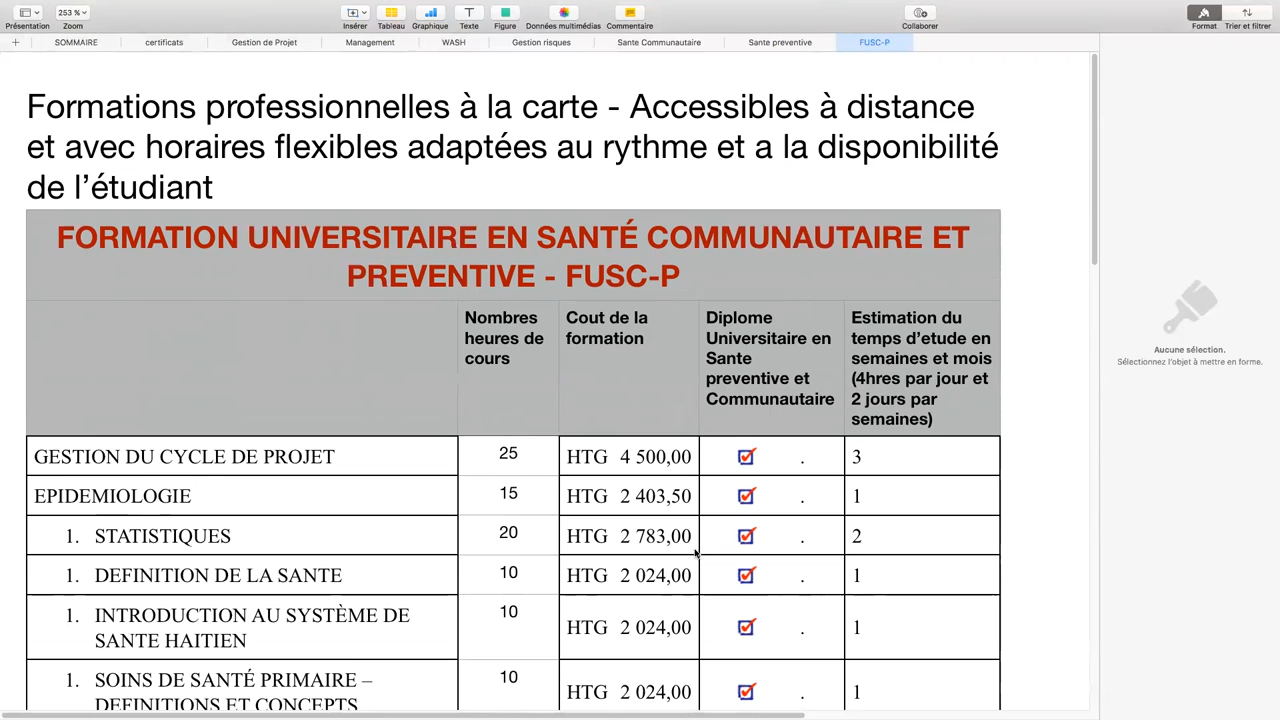 253 %
Présentation
Zoom
Insérer
Tableau
Graphique
Texte
Figure
Données multimédias
Commentaire
Collaborer
Format
Trier et filtrer
SOMMAIRE
certificats
Gestion de Projet
Management
WASH
Gestion risques
Sante Communautaire
Sante preventive
FUSC-P
Formations professionnelles à la carte - Accessibles à distance
et avec horaires flexibles adaptées au rythme et a la disponibilité
de l’étudiant
FORMATION UNIVERSITAIRE EN SANTÉ COMMUNAUTAIRE ET
PREVENTIVE - FUSC-P
Nombres
heures de
cours
Cout de la
formation
Diplome
Universitaire en
Sante
preventive et
Communautaire
Estimation du
temps d’etude en
semaines et mois
(4hres par jour et
2 jours par
semaines)
GESTION DU CYCLE DE PROJET 25 HTG 4 500,00 . 3
EPIDEMIOLOGIE 15 HTG 2 403,50 . 1
1. STATISTIQUES 20 HTG 2 783,00 . 2
1. DEFINITION DE LA SANTE 10 HTG 2 024,00 . 1
1. INTRODUCTION AU SYSTÈME DE
SANTE HAITIEN 10 HTG 2 024,00 . 1
1. SOINS DE SANTÉ PRIMAIRE –
DEFINITIONS ET CONCEPTS 10 HTG 2 024,00 . 1
Aucune sélection.
Sélectionnez l’objet à mettre en forme.